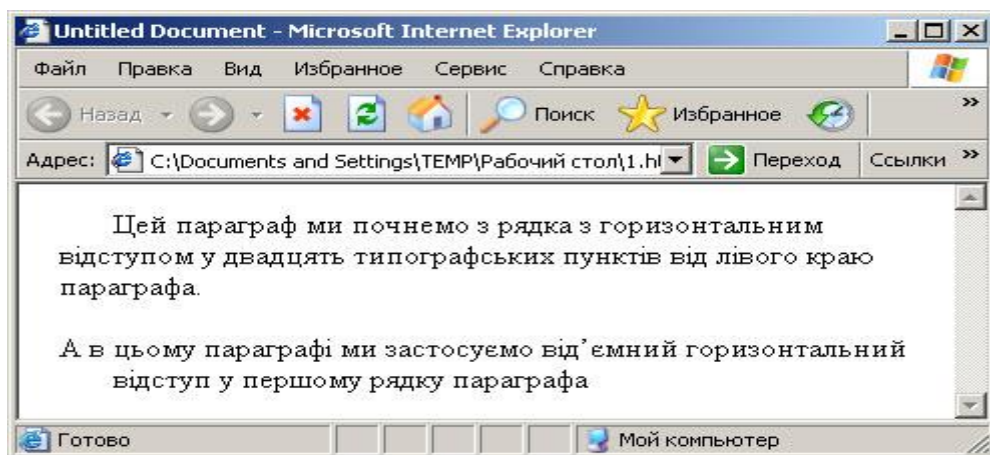 Untitled Document - Microsoft Internet Explorer
Файл Правка Вид Избранное Сервис Справка
Назад Поиск Избранное »
Адрес: C:\Documents and Settings\TEMP\Рабочий стол\1.ht Переход Ссылки »
Цей параграф ми почнемо з рядка з горизонтальним
відступом у двадцять типографських пунктів від лівого краю
параграфа.
А в цьому параграфі ми застосуємо від’ємний горизонтальний
відступ у першому рядку параграфа
Готово Мой компьютер